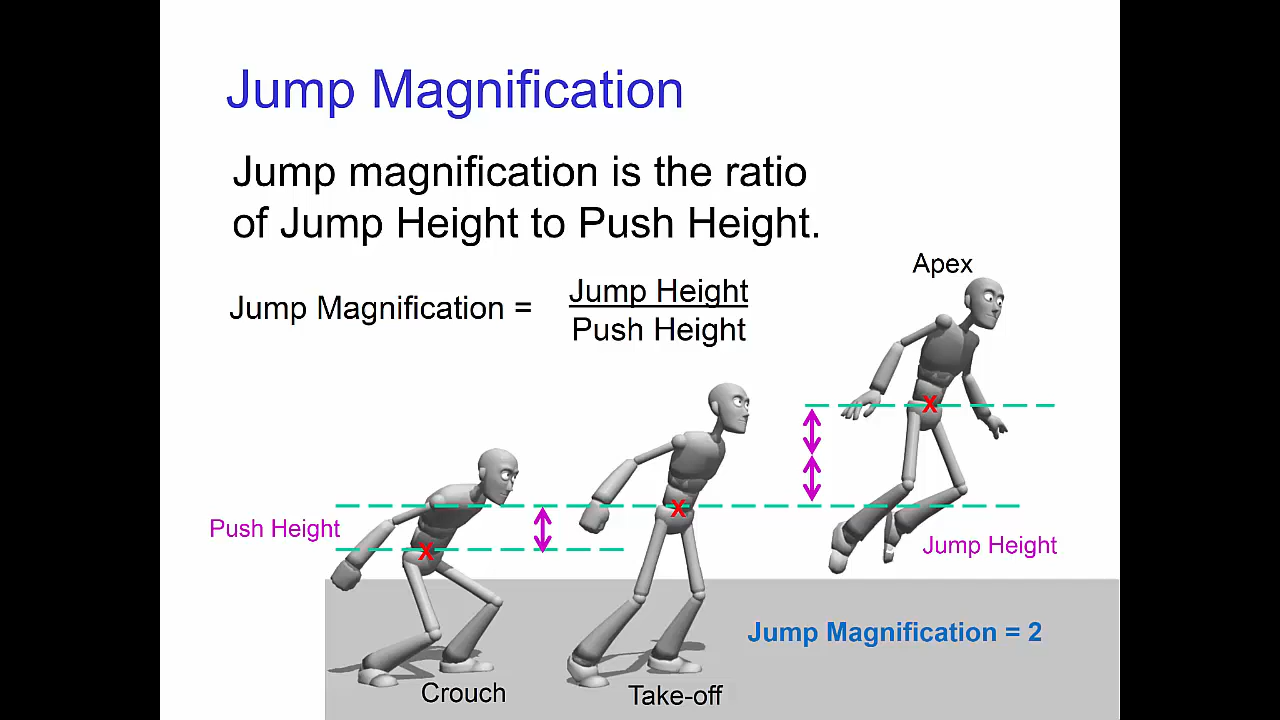 Jump Magnification
Jump magnification is the ratio
of Jump Height to Push Height.
Jump Magnification =
Jump Height
Push Height
Apex
X
X
X
Push Height
Jump Height
Jump Magnification = 2
Crouch
Take-off